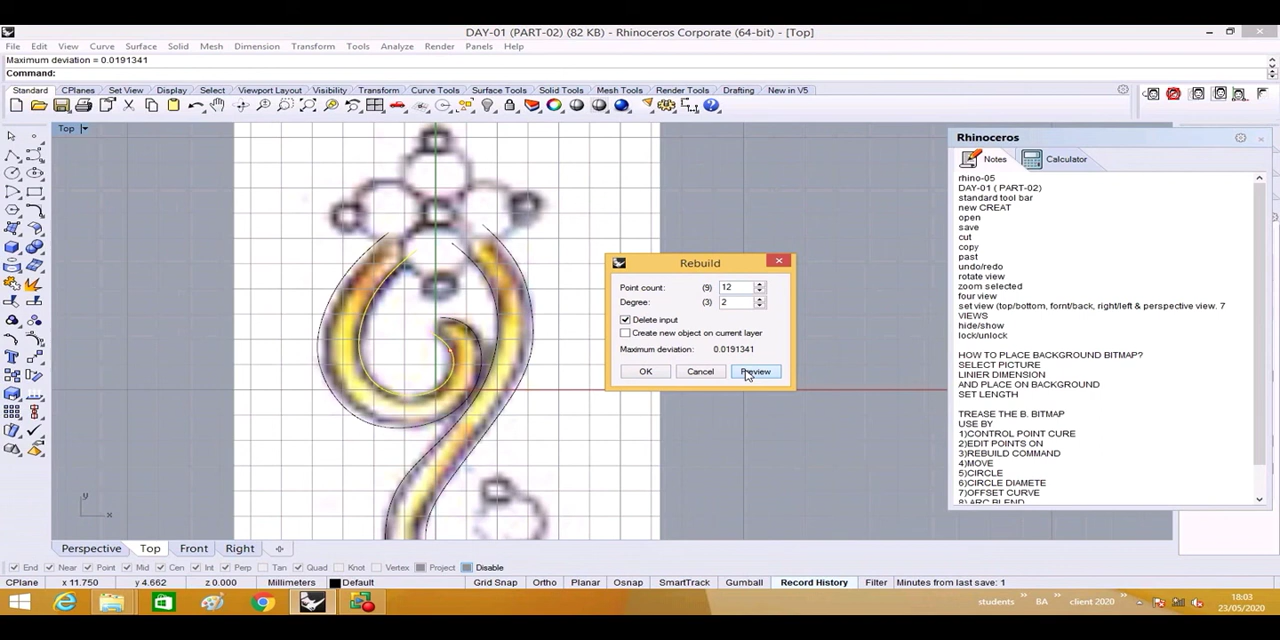 DAY-01 (PART-02) (82 KB) - Rhinoceros Corporate (64-bit) - [Top]
File Edit View Curve Surface Solid Mesh Dimension Transform Tools Analyze Render Panels Help
Maximum deviation = 0.0191341
Command:
Standard CPlanes Set View Display Select Viewport Layout Visibility Transform Curve Tools Surface Tools Solid Tools Mesh Tools Render Tools Drafting New in V5
Top
Rhinoceros
Notes Calculator
rhino-05
DAY-01 ( PART-02)
standard tool bar
new CREAT
open
save
cut
copy
past
undo/redo
rotate view
zoom selected
four view
set view (top/bottom, fornt/back, right/left & perspective view. 7
VIEWS
hide/show
lock/unlock
HOW TO PLACE BACKGROUND BITMAP?
SELECT PICTURE
LINIER DIMENSION
AND PLACE ON BACKGROUND
SET LENGTH
TREASE THE B. BITMAP
USE BY
1)CONTROL POINT CURE
2)EDIT POINTS ON
3)REBUILD COMMAND
4)MOVE
5)CIRCLE
6)CIRCLE DIAMETE
7)OFFSET CURVE
8) ARC BLEND
Rebuild
Point count: (9) 12
Degree: (3) 2
Delete input
Create new object on current layer
Maximum deviation: 0.0191341
OK Cancel Preview
y
x
Perspective Top Front Right
End Near Point Mid Cen Int Perp Tan Quad Knot Vertex Project Disable
CPlane x 11.750 y 4.662 z 0.000 Millimeters Default Grid Snap Ortho Planar Osnap SmartTrack Gumball Record History Filter Minutes from last save: 1
students » BA » client 2020 » 18:03
23/05/2020